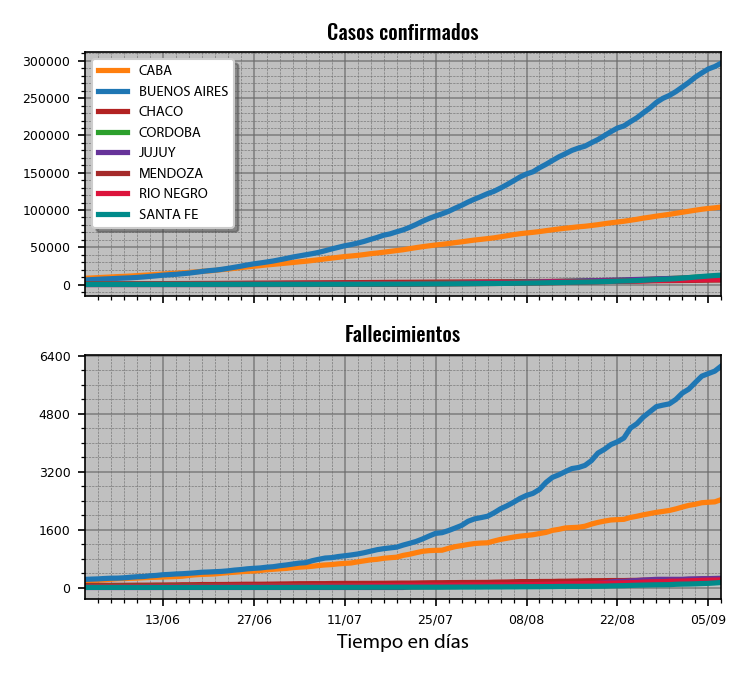 Casos confirmados
300000
250000
200000
150000
100000
50000
0
CABA
BUENOS AIRES
CHACO
CORDOBA
JUJUY
MENDOZA
RIO NEGRO
SANTA FE
Fallecimientos
6400
4800
3200
1600
0
13/06 27/06 11/07 25/07 08/08 22/08 05/09
Tiempo en días